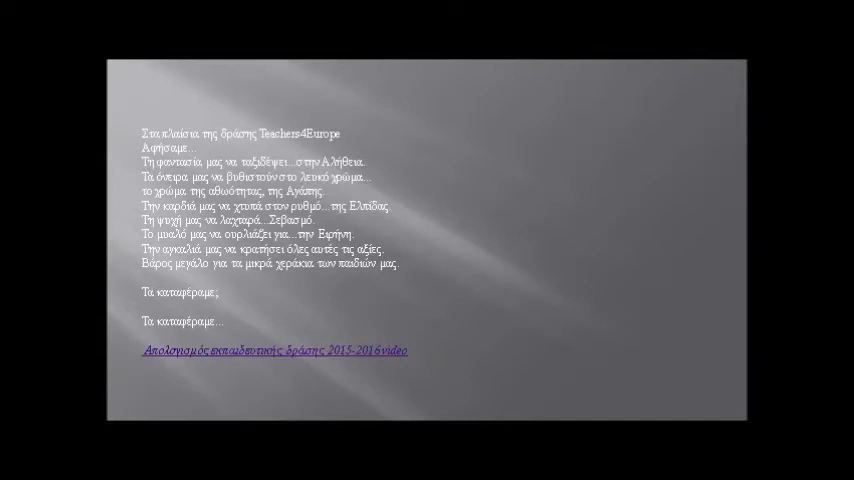 Στα πλαίσια της δράσης Teachers4Europe
Αφήσαμε...
Τη φαντασία μας να ταξιδέψει...στην Αλήθεια.
Τα όνειρα μας να βυθιστούν στο λευκό χρώμα...
το χρώμα της αθωότητας, της Αγάπης.
Την καρδιά μας να χτυπά στον ρυθμό...της Ελπίδας.
Τη ψυχή μας να λαχταρά...Σεβασμό.
Το μυαλό μας να ουρλιάζει για...την Ειρήνη.
Την αγκαλιά μας να κρατήσει όλες αυτές τις αξίες.
Βάρος μεγάλο για τα μικρά χεράκια των παιδιών μας.
Τα καταφέραμε;
Τα καταφέραμε...
Απολογισμός εκπαιδευτικής δράσης 2015-2016 video